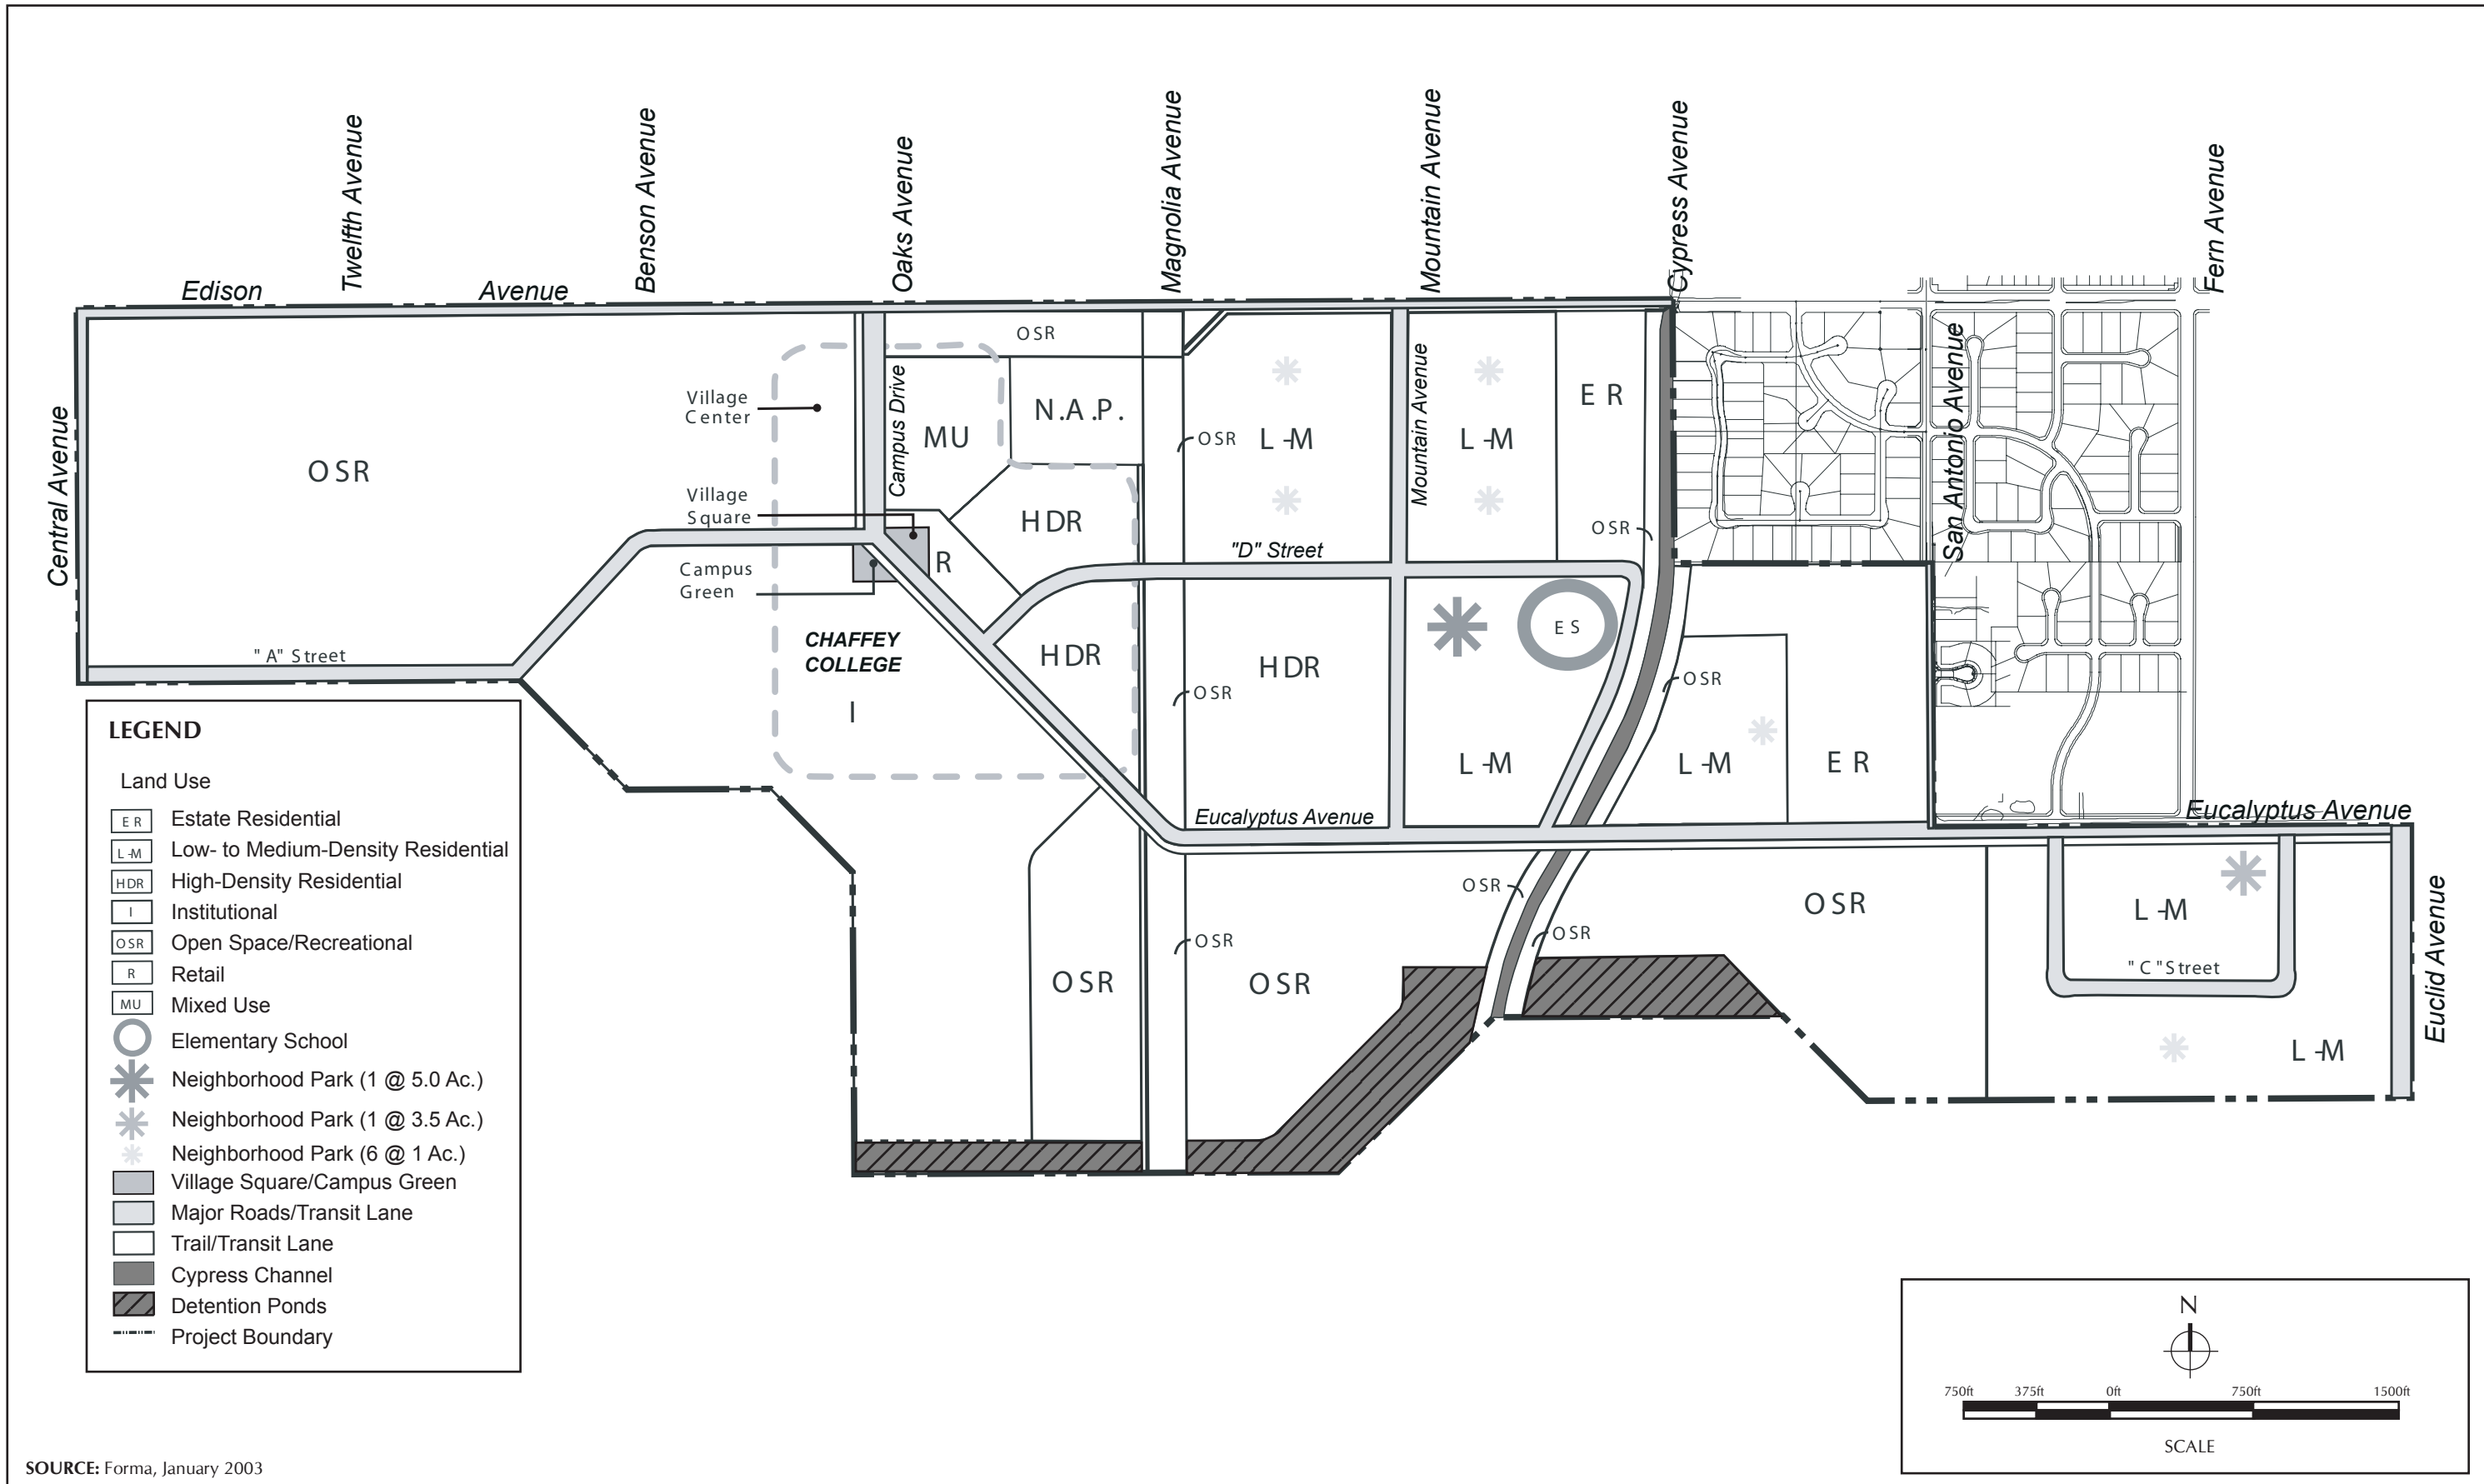 Twelfth Avenue
Benson Avenue
Oaks Avenue
Magnolia Avenue
Mountain Avenue
Cypress Avenue
Fern Avenue
Edison Avenue
Central Avenue
San Antonio Avenue
OSR
Village
Center
Campus Drive
MU
N.A.P.
OSR
OSR
L-M
Mountain Avenue
L-M
ER
OSR
OSR
Village
Square
HDR
"D" Street
R
Campus
Green
CHAFFEY
COLLEGE
I
HDR
OSR
HDR
ES
L-M
OSR
L-M
ER
"A" Street
Eucalyptus Avenue
Eucalyptus Avenue
OSR
OSR
OSR
OSR
OSR
OSR
L-M
"C" Street
L-M
Euclid Avenue
LEGEND
Land Use
ER Estate Residential
L-M Low- to Medium-Density Residential
HDR High-Density Residential
I Institutional
OSR Open Space/Recreational
R Retail
MU Mixed Use
Elementary School
Neighborhood Park (1 @ 5.0 Ac.)
Neighborhood Park (1 @ 3.5 Ac.)
Neighborhood Park (6 @ 1 Ac.)
Village Square/Campus Green
Major Roads/Transit Lane
Trail/Transit Lane
Cypress Channel
Detention Ponds
Project Boundary
N
750ft 375ft 0ft 750ft 1500ft
SCALE
SOURCE: Forma, January 2003